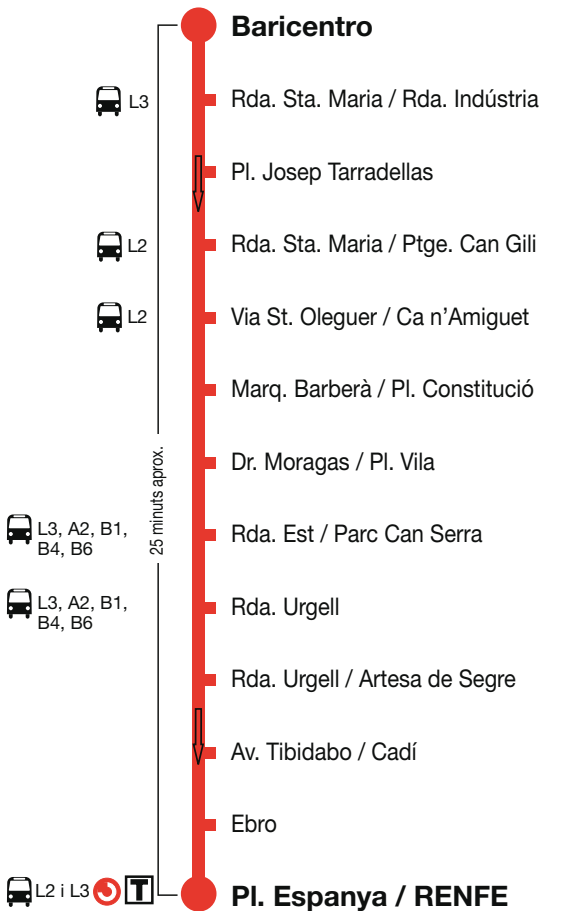 Baricentro
L3
Rda. Sta. Maria / Rda. Indústria
Pl. Josep Tarradellas
L2
Rda. Sta. Maria / Ptge. Can Gili
L2
Via St. Oleguer / Ca n’Amiguet
Marq. Barberà / Pl. Constitució
25 minuts aprox.
Dr. Moragas / Pl. Vila
L3, A2, B1,
B4, B6
Rda. Est / Parc Can Serra
L3, A2, B1,
B4, B6
Rda. Urgell
Rda. Urgell / Artesa de Segre
Av. Tibidabo / Cadí
Ebro
L2 i L3
T
Pl. Espanya / RENFE